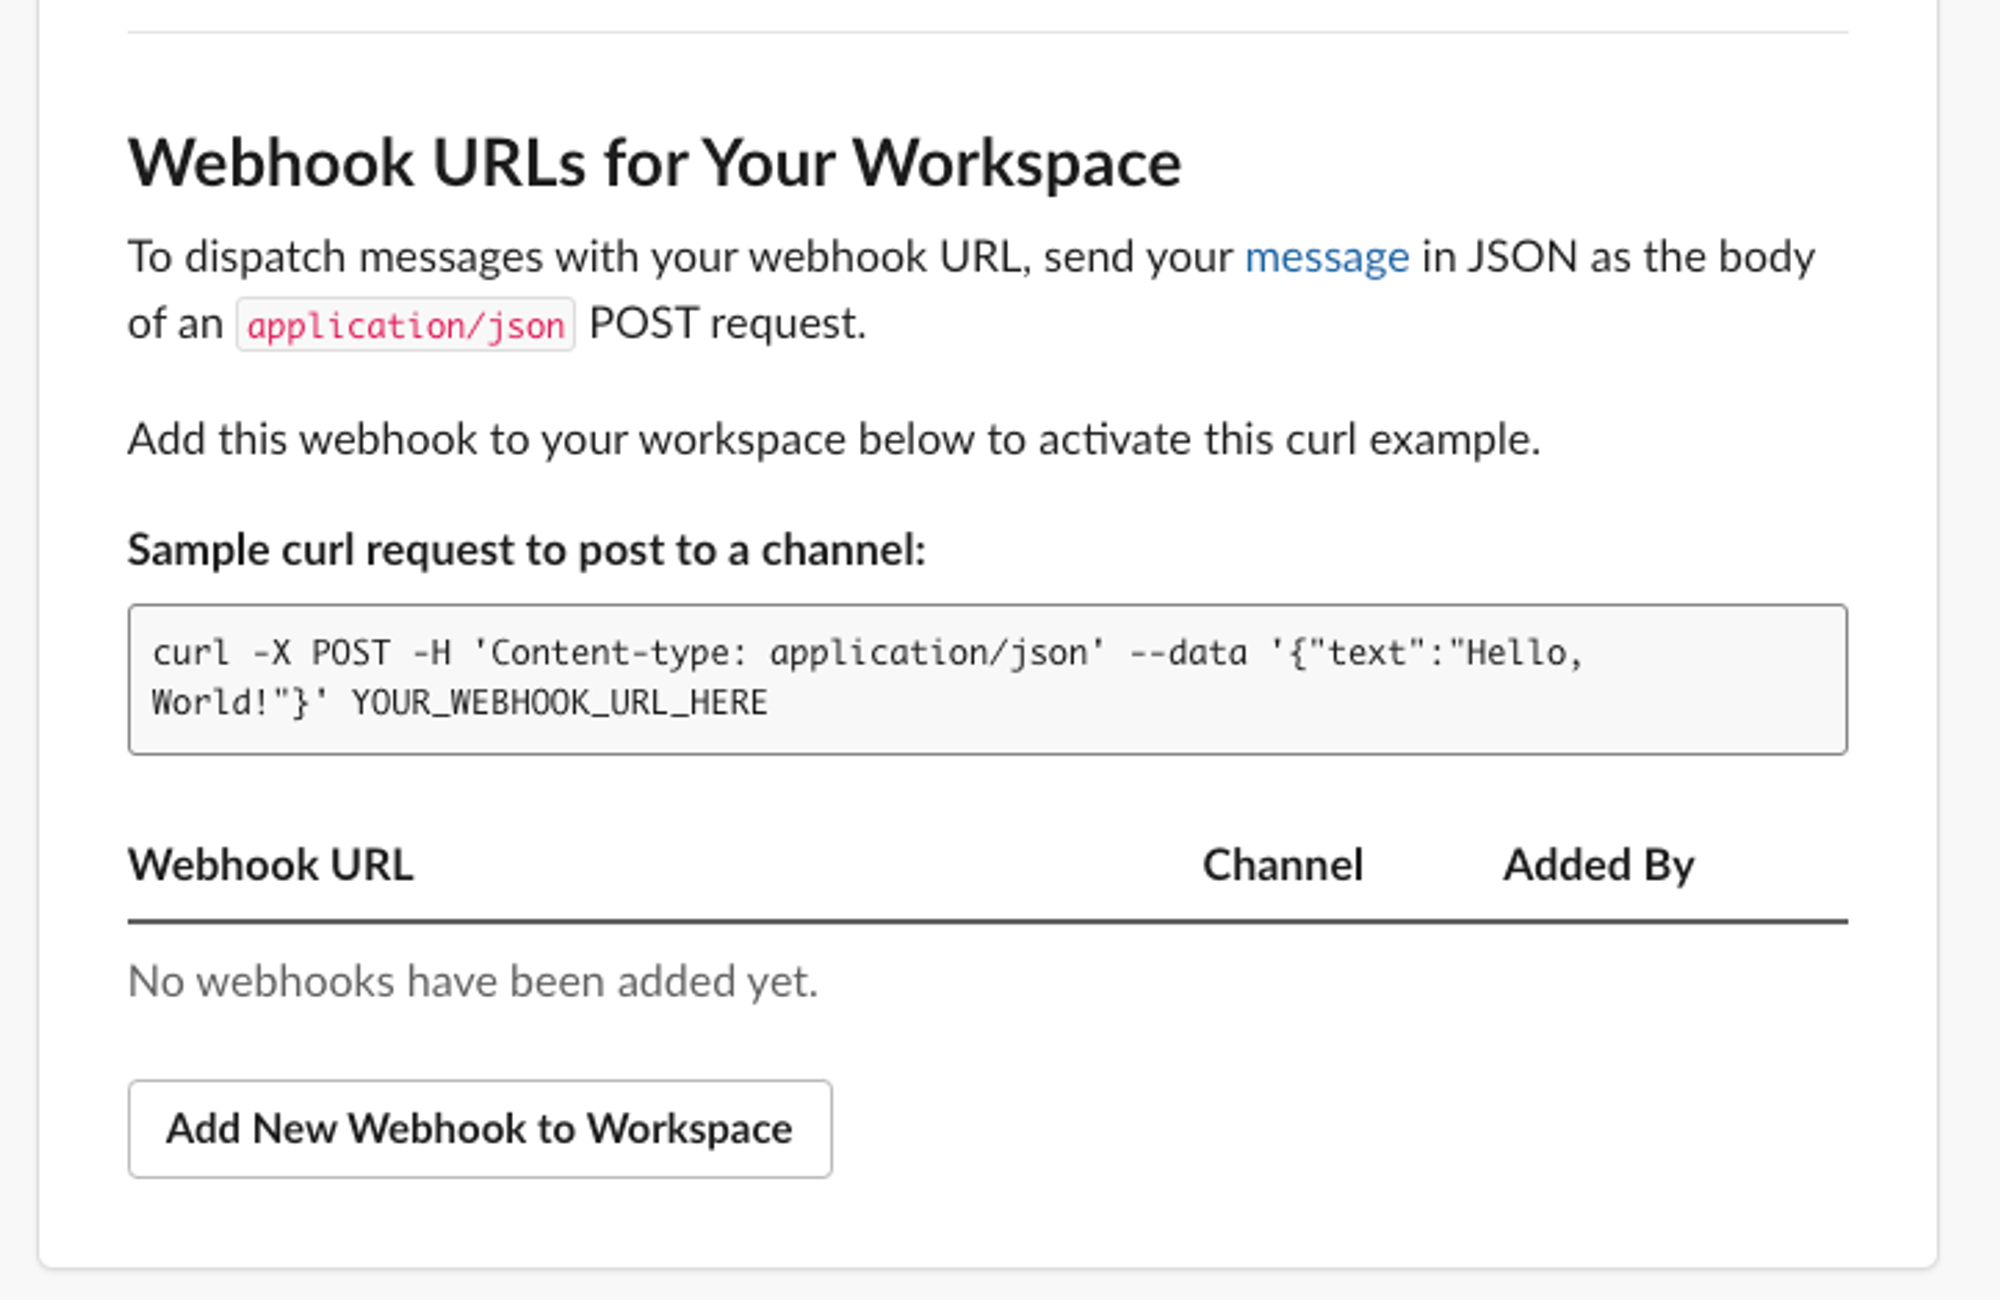 Webhook URLs for Your Workspace
To dispatch messages with your webhook URL, send your message in JSON as the body
of an application/json POST request.
Add this webhook to your workspace below to activate this curl example.
Sample curl request to post to a channel:
curl -X POST -H 'Content-type: application/json' --data '{"text":"Hello,
World!"}' YOUR_WEBHOOK_URL_HERE
Webhook URL Channel Added By
No webhooks have been added yet.
Add New Webhook to Workspace